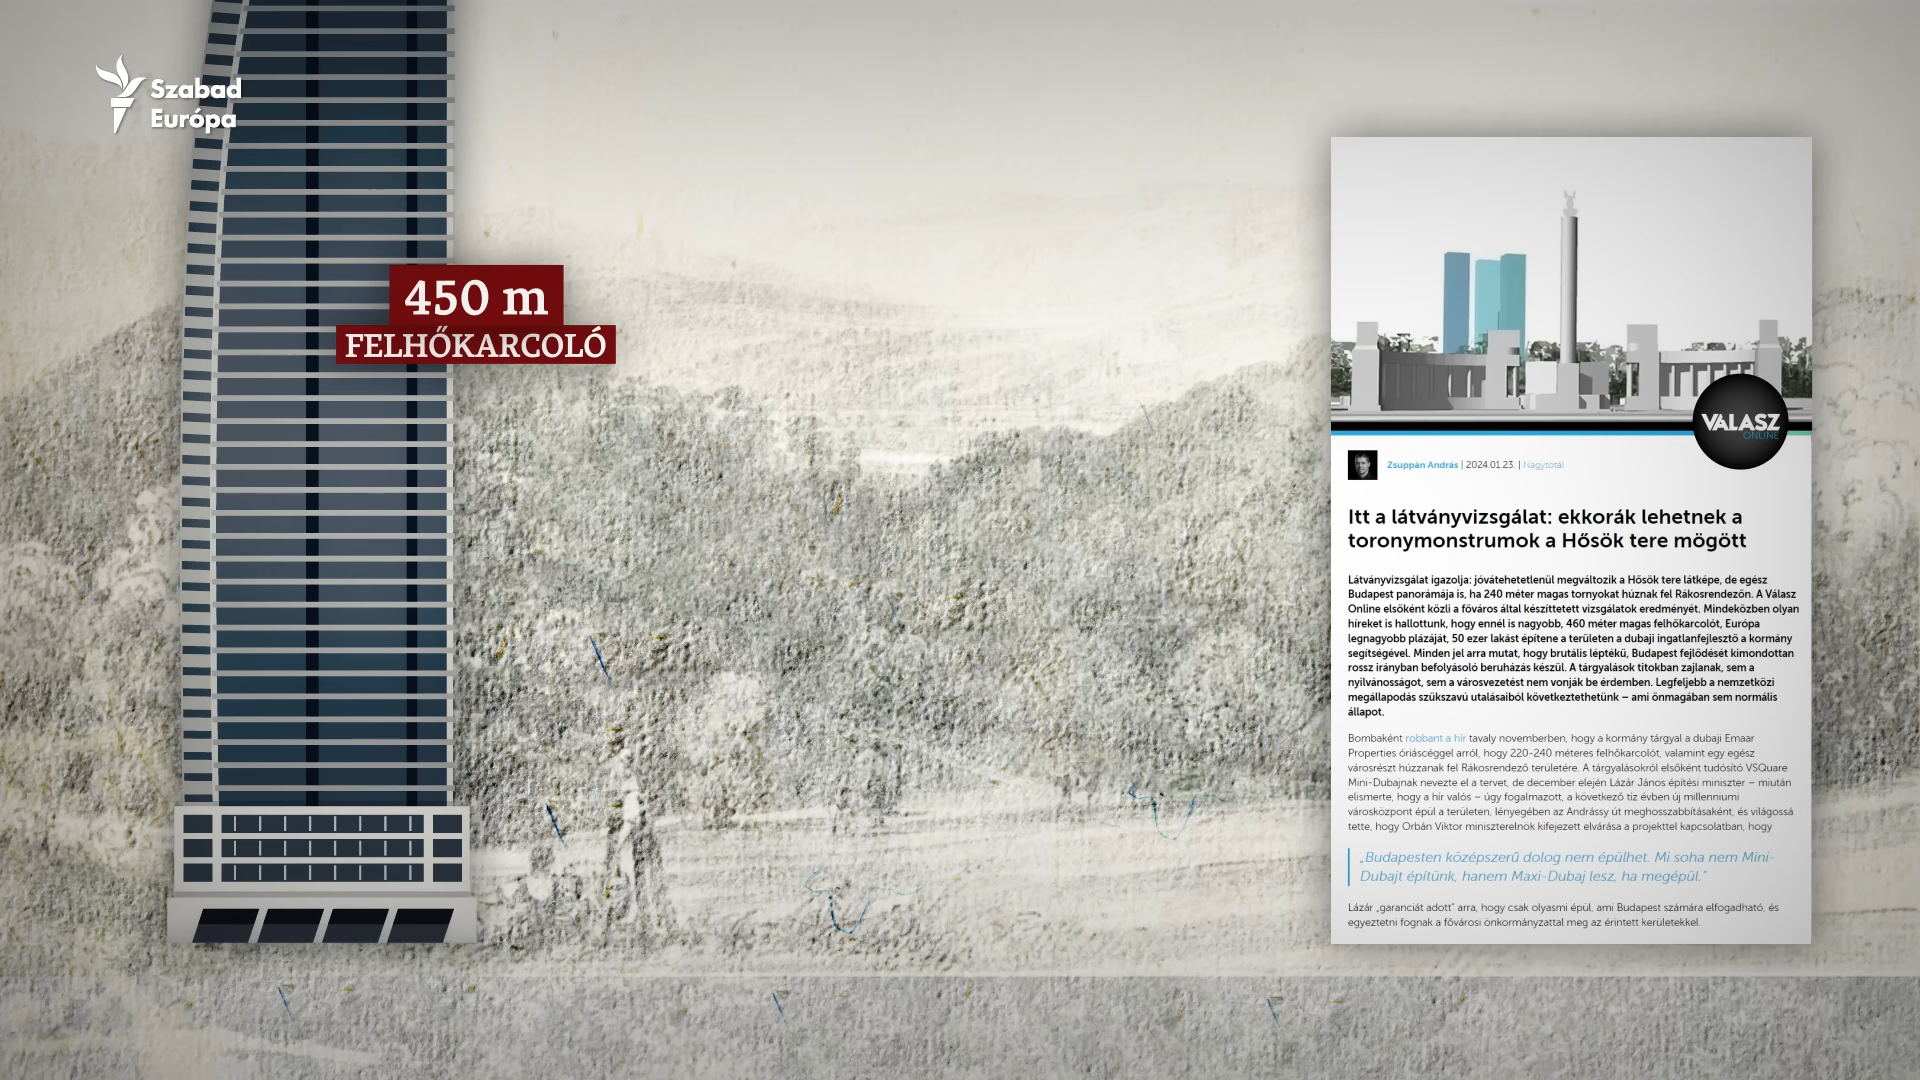 Szabad
Európa
450 m
FELHŐKARCOLÓ
VÁLASZ
ONLINE
Zsuppán András | 2024.01.23. | Nagytotál
Itt a látványvizsgálat: ekkorák lehetnek a
toronymonstrumok a Hősök tere mögött
Látványvizsgálat igazolja: jóvátehetetlenül megváltozik a Hősök tere látképe, de egész
Budapest panorámája is, ha 240 méter magas tornyokat húznak fel Rákosrendezőn. A Válasz
Online elsőként közli a főváros által készíttetett vizsgálatok eredményét. Mindeközben olyan
híreket is hallottunk, hogy ennél is nagyobb, 460 méter magas felhőkarcolót, Európa
legnagyobb plázáját, 50 ezer lakást építene a területen a dubaji ingatlanfejlesztő a kormány
segítségével. Minden jel arra mutat, hogy brutális léptékű, Budapest fejlődését kimondottan
rossz irányban befolyásoló beruházás készül. A tárgyalások titokban zajlanak, sem a
nyilvánosságot, sem a városvezetést nem vonják be érdemben. Legfeljebb a nemzetközi
megállapodás szűkszavú utalásaiból következtethetünk – ami önmagában sem normális
állapot.
Bombaként robbant a hír tavaly novemberben, hogy a kormány tárgyal a dubaji Emaar
Properties óriáscéggel arról, hogy 220-240 méteres felhőkarcolót, valamint egy egész
városrészt húzzanak fel Rákosrendező területére. A tárgyalásokról elsőként tudósító VSQuare
Mini-Dubajnak nevezte el a tervet, de december elején Lázár János építési miniszter – miután
elismerte, hogy a hír valós – úgy fogalmazott, a következő tíz évben új millenniumi
városközpont épül a területen, lényegében az Andrássy út meghosszabbításaként, és világossá
tette, hogy Orbán Viktor miniszterelnök kifejezett elvárása a projekttel kapcsolatban, hogy
„Budapesten középszerű dolog nem épülhet. Mi soha nem Mini-
Dubajt építünk, hanem Maxi-Dubaj lesz, ha megépül.”
Lázár „garanciát adott” arra, hogy csak olyasmi épül, ami Budapest számára elfogadható, és
egyeztetni fognak a fővárosi önkormányzattal meg az érintett kerületekkel.